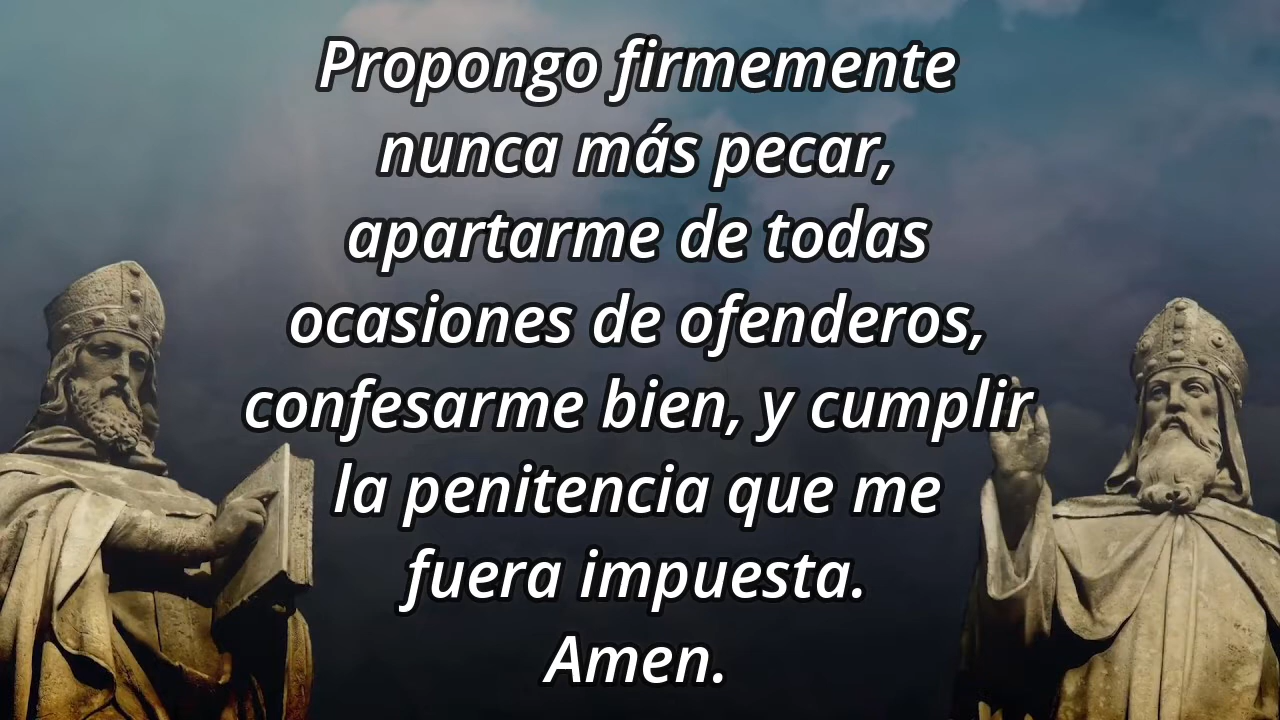 Propongo firmemente
nunca más pecar,
apartarme de todas
ocasiones de ofenderos,
confesarme bien, y cumplir
la penitencia que me
fuera impuesta.
Amen.